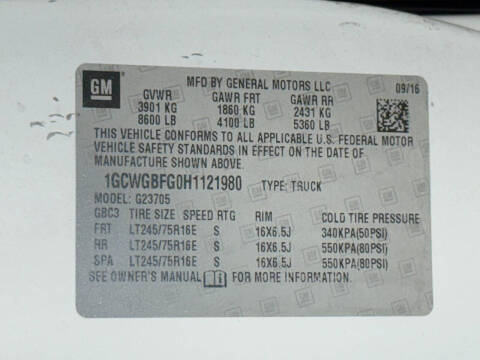 GM
MFD BY GENERAL MOTORS LLC
09/16
GVWR GAWR FRT GAWR RR
3901 KG 1860 KG 2431 KG
8600 LB 4100 LB 5360 LB
THIS VEHICLE CONFORMS TO ALL APPLICABLE U.S. FEDERAL MOTOR
VEHICLE SAFETY STANDARDS IN EFFECT ON THE DATE OF
MANUFACTURE SHOWN ABOVE.
1GCWGBFG0H1121980 TYPE: TRUCK
MODEL: G23705
GBC3 TIRE SIZE SPEED RTG RIM COLD TIRE PRESSURE
FRT LT245/75R16E S 16X6.5J 340KPA(50PSI)
RR LT245/75R16E S 16X6.5J 550KPA(80PSI)
SPA LT245/75R16E S 16X6.5J 550KPA(80PSI)
SEE OWNER'S MANUAL FOR ADDITIONAL INFORMATION.